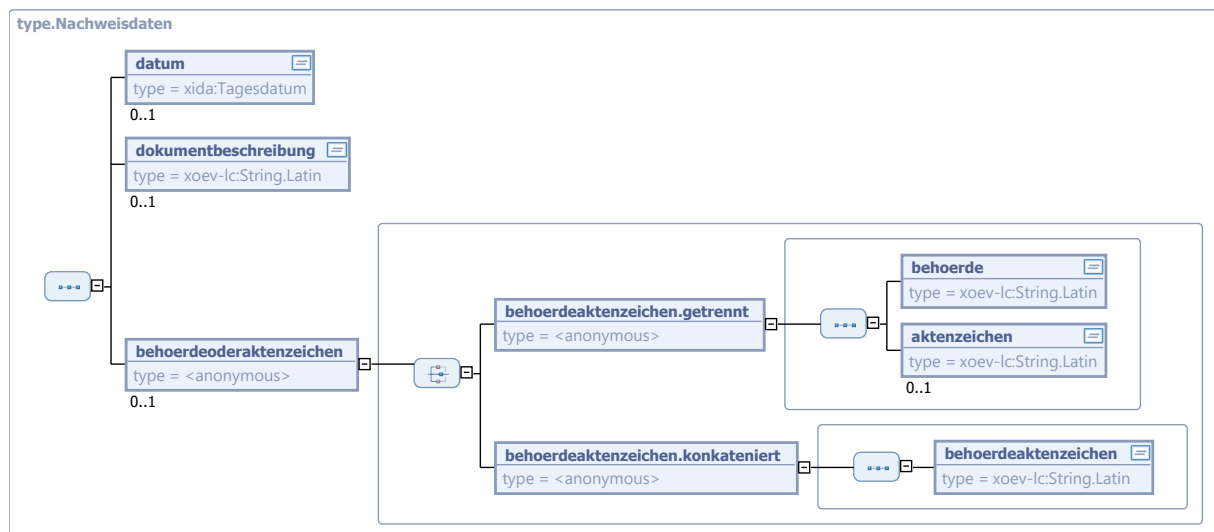 type.Nachweisdaten
datum
type = xida:Tagesdatum
0..1
dokumentbeschreibung
type = xoev-lc:String.Latin
0..1
behoerdeoderaktenzeichen
type = <anonymous>
0..1
behoerdeaktenzeichen.getrennt
type = <anonymous>
behoerde
type = xoev-lc:String.Latin
aktenzeichen
type = xoev-lc:String.Latin
0..1
behoerdeaktenzeichen.konkateniert
type = <anonymous>
behoerdeaktenzeichen
type = xoev-lc:String.Latin